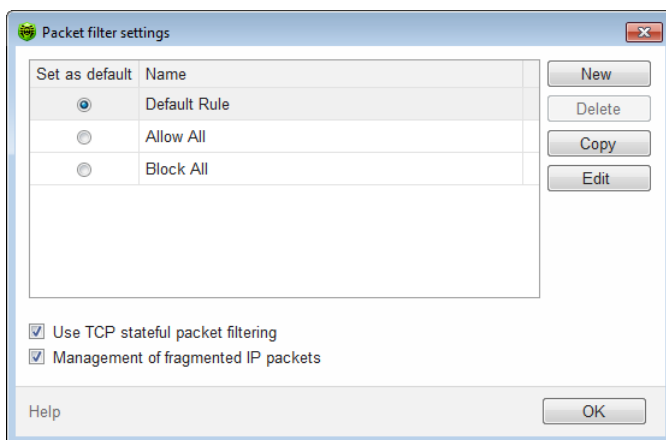 Packet filter settings
Set as default Name
New
Default Rule
Delete
Allow All
Copy
Block All
Edit
Use TCP stateful packet filtering
Management of fragmented IP packets
Help
OK